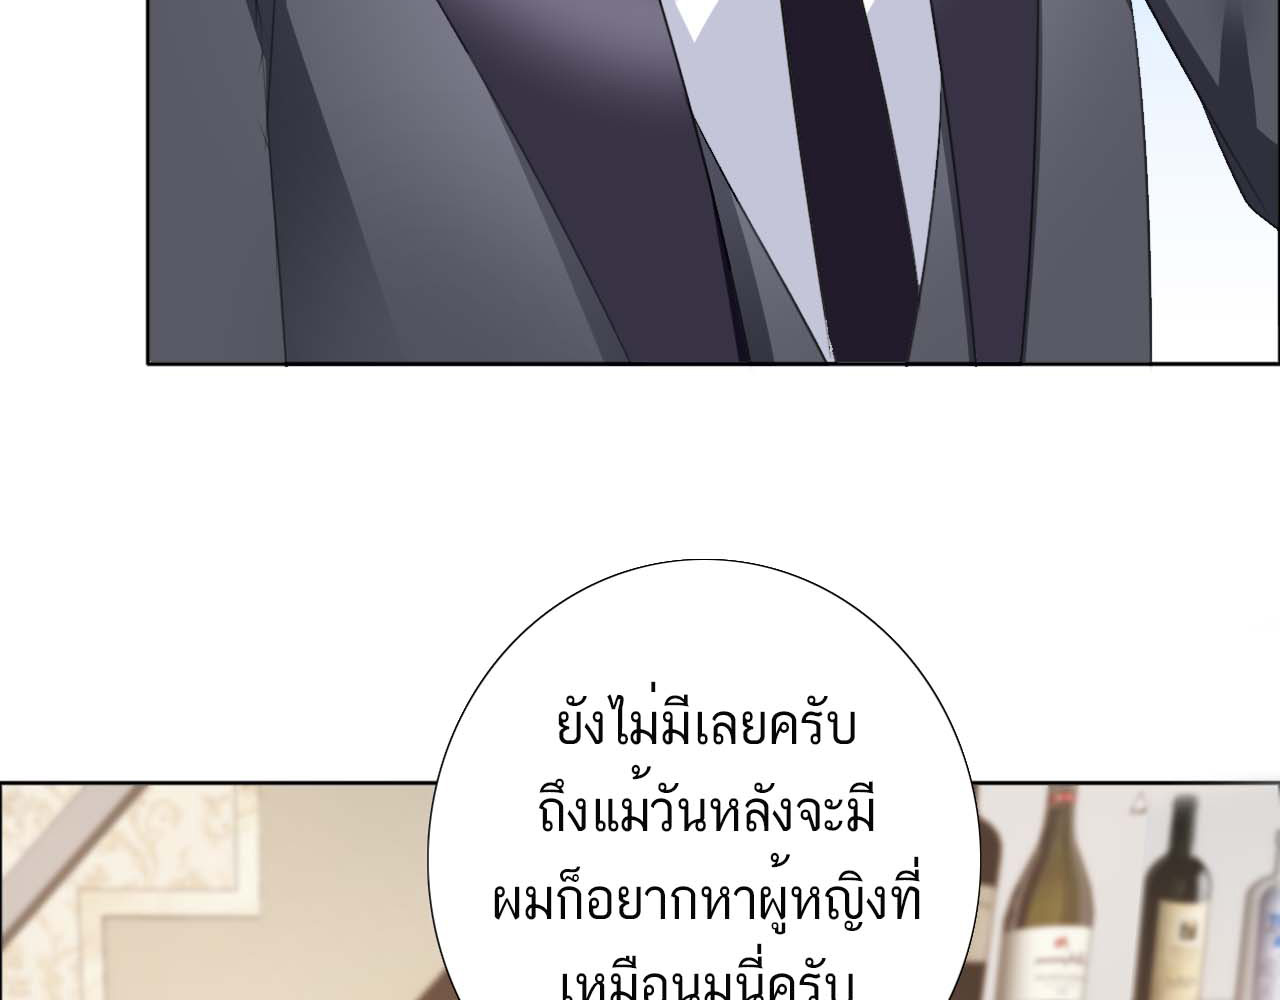 ยังไม่มีเลยครับ
ถึงแม้วันหลังจะมี
ผมก็อยากหาผู้หญิงที่
เหมือนมนี่ครับ